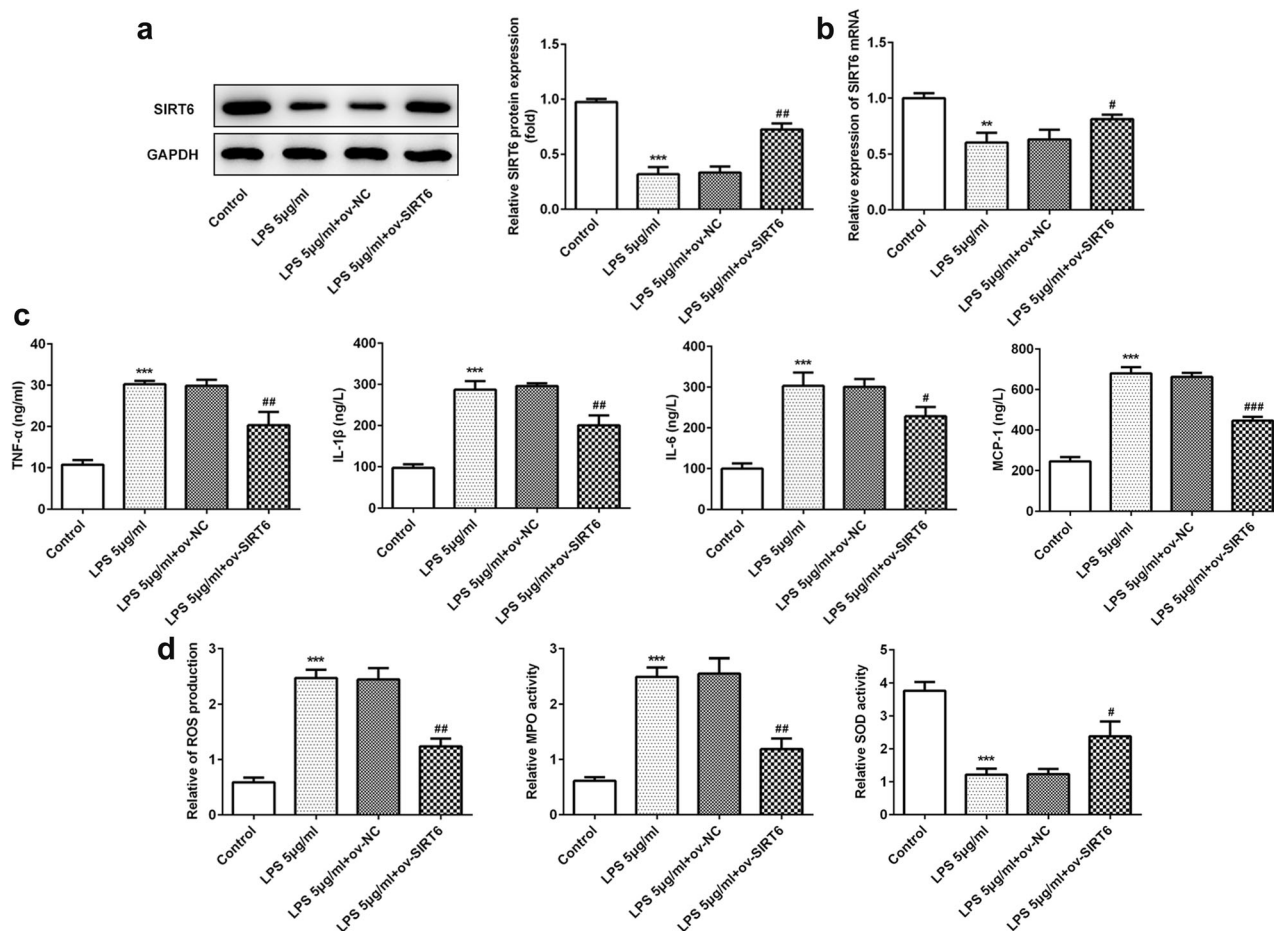 a
SIRT6
GAPDH
Control
LPS 5µg/ml
LPS 5µg/ml+ov-NC
LPS 5µg/ml+ov-SIRT6
Relative SIRT6 protein expression
(fold)
1.5
1.0
0.5
0.0
***
##
Control
LPS 5µg/ml
LPS 5µg/ml+ov-NC
LPS 5µg/ml+ov-SIRT6
b
Relative expression of SIRT6 mRNA
1.5
1.0
0.5
0.0
**
#
Control
LPS 5µg/ml
LPS 5µg/ml+ov-NC
LPS 5µg/ml+ov-SIRT6
c
TNF-α (ng/ml)
40
30
20
10
0
***
##
Control
LPS 5µg/ml
LPS 5µg/ml+ov-NC
LPS 5µg/ml+ov-SIRT6
IL-1β (ng/L)
400
300
200
100
0
***
##
Control
LPS 5µg/ml
LPS 5µg/ml+ov-NC
LPS 5µg/ml+ov-SIRT6
IL-6 (ng/L)
400
300
200
100
0
***
#
Control
LPS 5µg/ml
LPS 5µg/ml+ov-NC
LPS 5µg/ml+ov-SIRT6
MCP-1 (ng/L)
800
600
400
200
0
***
###
Control
LPS 5µg/ml
LPS 5µg/ml+ov-NC
LPS 5µg/ml+ov-SIRT6
d
Relative of ROS production
3
2
1
0
***
##
Control
LPS 5µg/ml
LPS 5µg/ml+ov-NC
LPS 5µg/ml+ov-SIRT6
Relative MPO activity
3
2
1
0
***
##
Control
LPS 5µg/ml
LPS 5µg/ml+ov-NC
LPS 5µg/ml+ov-SIRT6
Relative SOD activity
5
4
3
2
1
0
***
#
Control
LPS 5µg/ml
LPS 5µg/ml+ov-NC
LPS 5µg/ml+ov-SIRT6